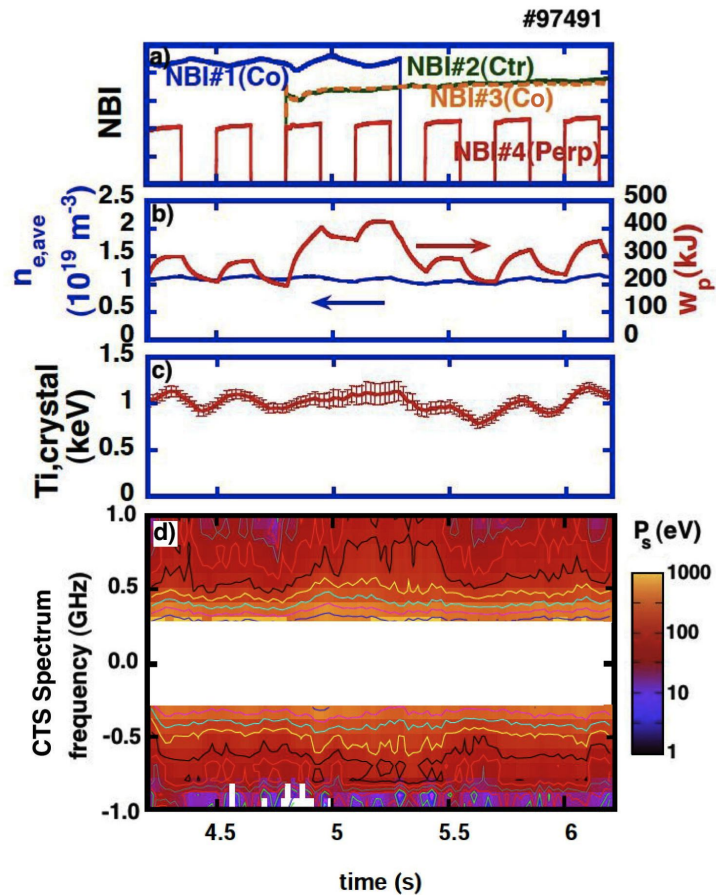 #97491
a)
NBI
NBI#1(Co)
NBI#2(Ctr)
NBI#3(Co)
NBI#4(Perp)
b)
n e,ave
(10^19 m^-3)
2.5
2
1.5
1
0.5
0
500
400
300
200
100
0
w p (kJ)
c)
Ti,crystal
(keV)
1.5
1
0.5
0
d)
CTS Spectrum
frequency (GHz)
1.0
0.5
0.0
-0.5
-1.0
P s (eV)
1000
100
10
1
4.5 5 5.5 6
time (s)